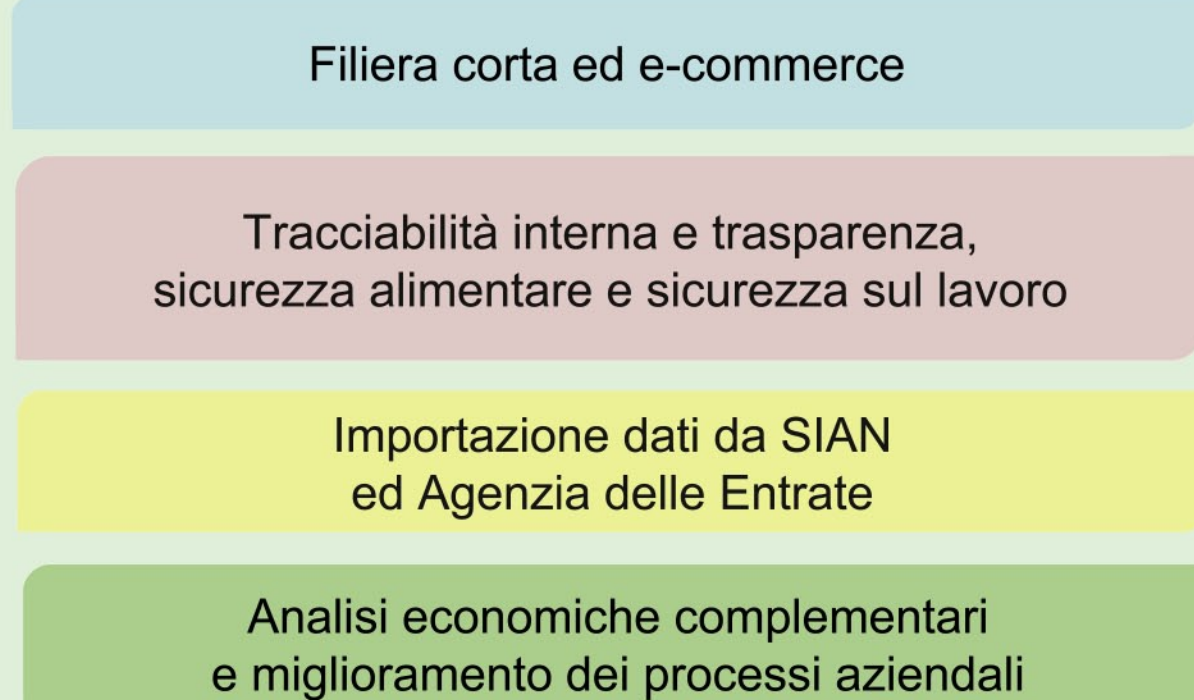 Filiera corta ed e-commerce
Tracciabilità interna e trasparenza,
sicurezza alimentare e sicurezza sul lavoro
Importazione dati da SIAN
ed Agenzia delle Entrate
Analisi economiche complementari
e miglioramento dei processi aziendali